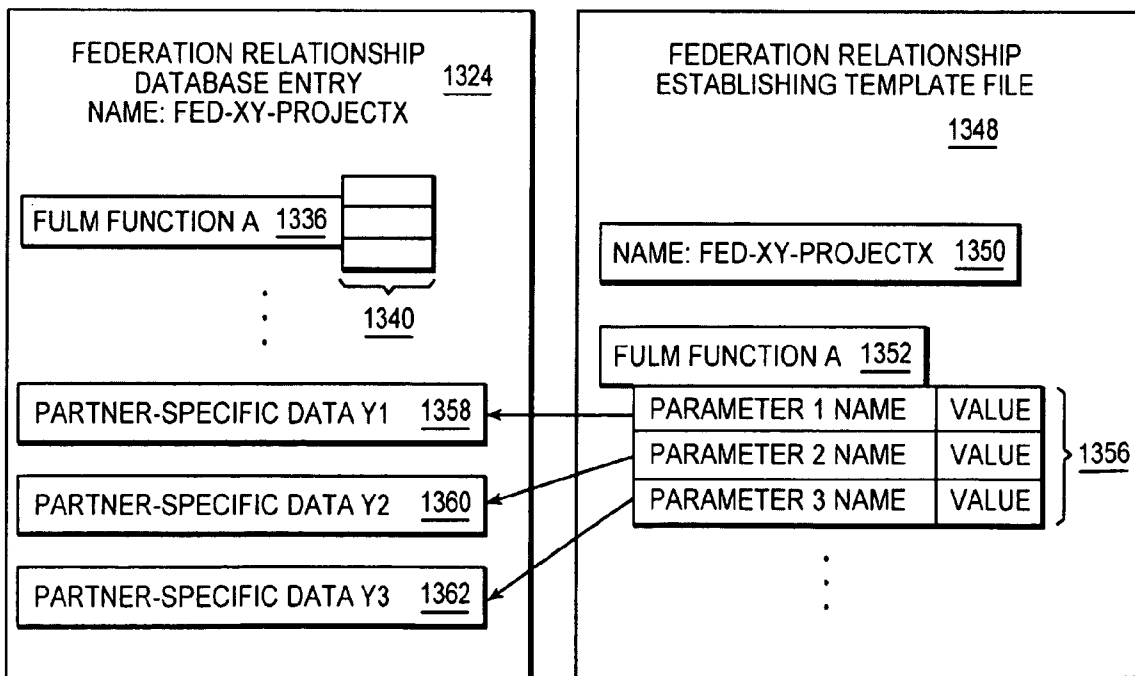 FEDERATION RELATIONSHIP
DATABASE ENTRY
NAME: FED-XY-PROJECTX
1324
FULM FUNCTION A 1336
1340
PARTNER-SPECIFIC DATA Y1 1358
PARTNER-SPECIFIC DATA Y2 1360
PARTNER-SPECIFIC DATA Y3 1362
FEDERATION RELATIONSHIP
ESTABLISHING TEMPLATE FILE
1348
NAME: FED-XY-PROJECTX 1350
FULM FUNCTION A 1352
PARAMETER 1 NAME VALUE
PARAMETER 2 NAME VALUE
PARAMETER 3 NAME VALUE
1356